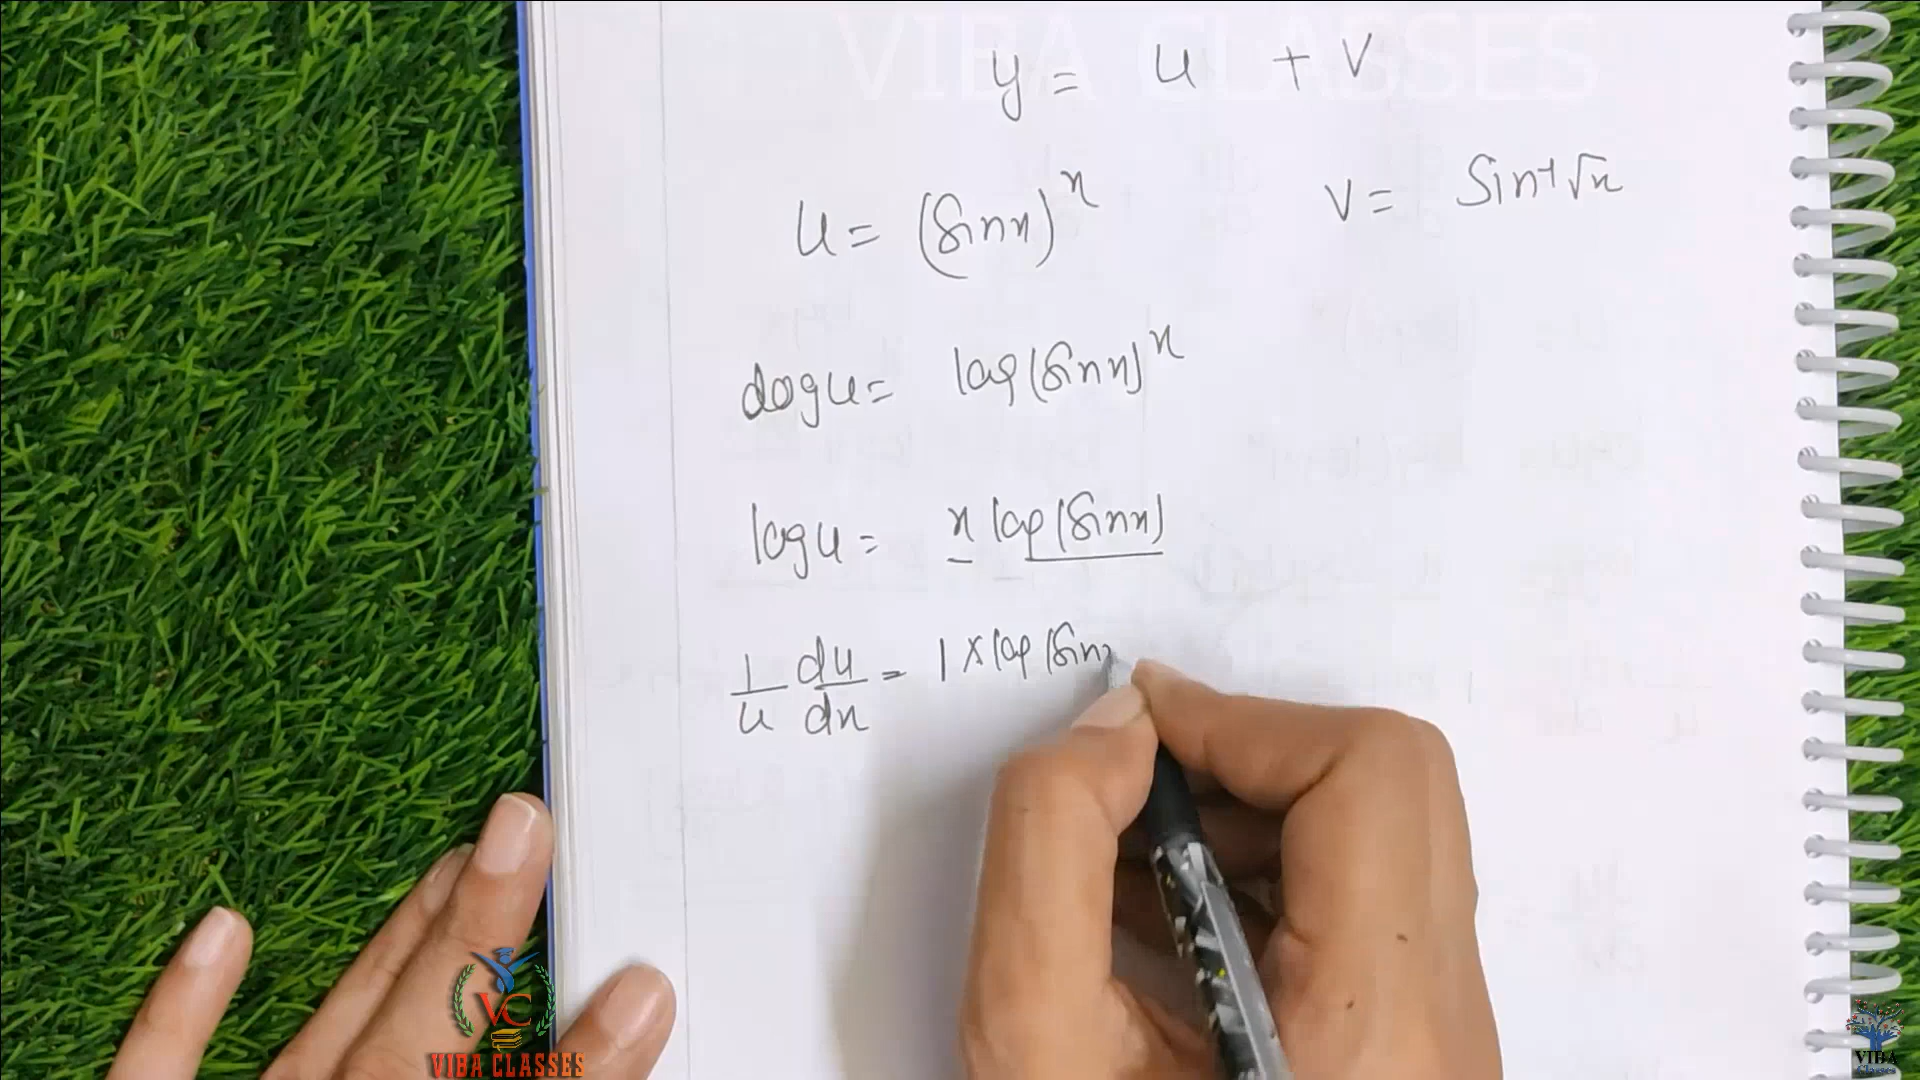 VIBA CLASSES
y = u + v
u = (sinx)^x v = sin⁻¹√x
logu = log(sinx)^x
logu = x log(sinx)
1/u du/dx = 1 × log(sinx
VC
VIBA CLASSES
VIBA
Classes